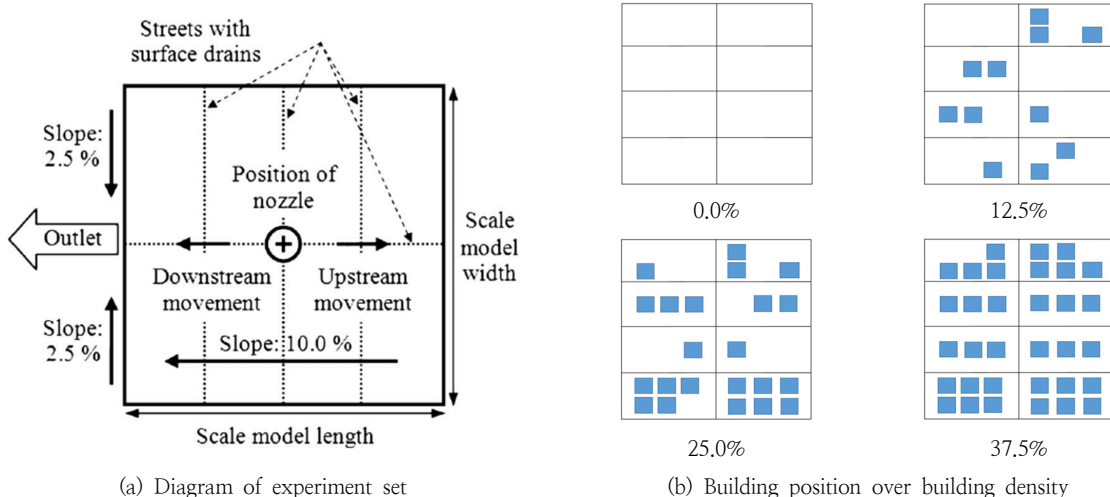 Streets with
surface drains
Slope:
2.5 %
Position of
nozzle
Outlet
Scale
model
width
Downstream
movement
Upstream
movement
Slope:
2.5 %
Slope: 10.0 %
Scale model length
(a) Diagram of experiment set
0.0%
12.5%
25.0%
37.5%
(b) Building position over building density